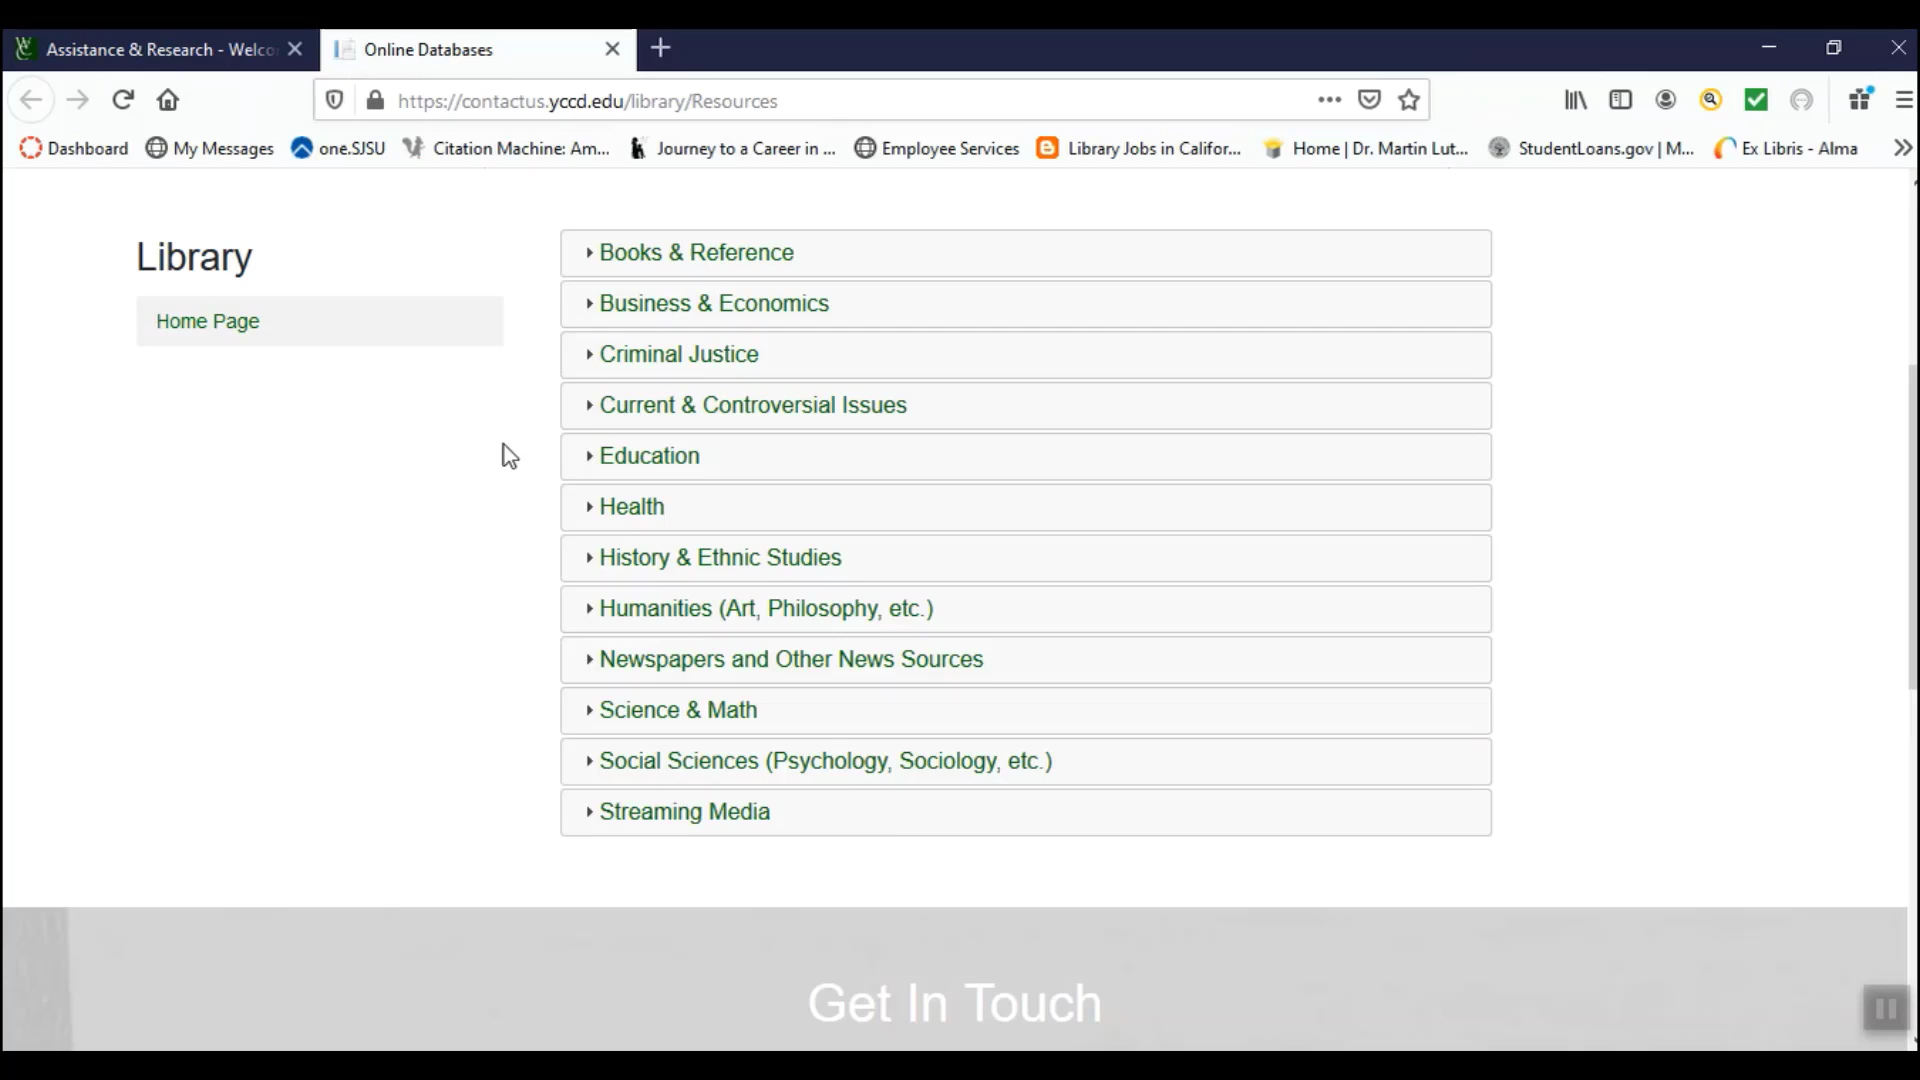 Assistance & Research - Welco
Online Databases
https://contactus.yccd.edu/library/Resources
Dashboard
My Messages
one.SJSU
Citation Machine: Am...
Journey to a Career in ...
Employee Services
Library Jobs in Califor...
Home | Dr. Martin Lut...
StudentLoans.gov | M...
Ex Libris - Alma
Library
Home Page
Books & Reference
Business & Economics
Criminal Justice
Current & Controversial Issues
Education
Health
History & Ethnic Studies
Humanities (Art, Philosophy, etc.)
Newspapers and Other News Sources
Science & Math
Social Sciences (Psychology, Sociology, etc.)
Streaming Media
Get In Touch